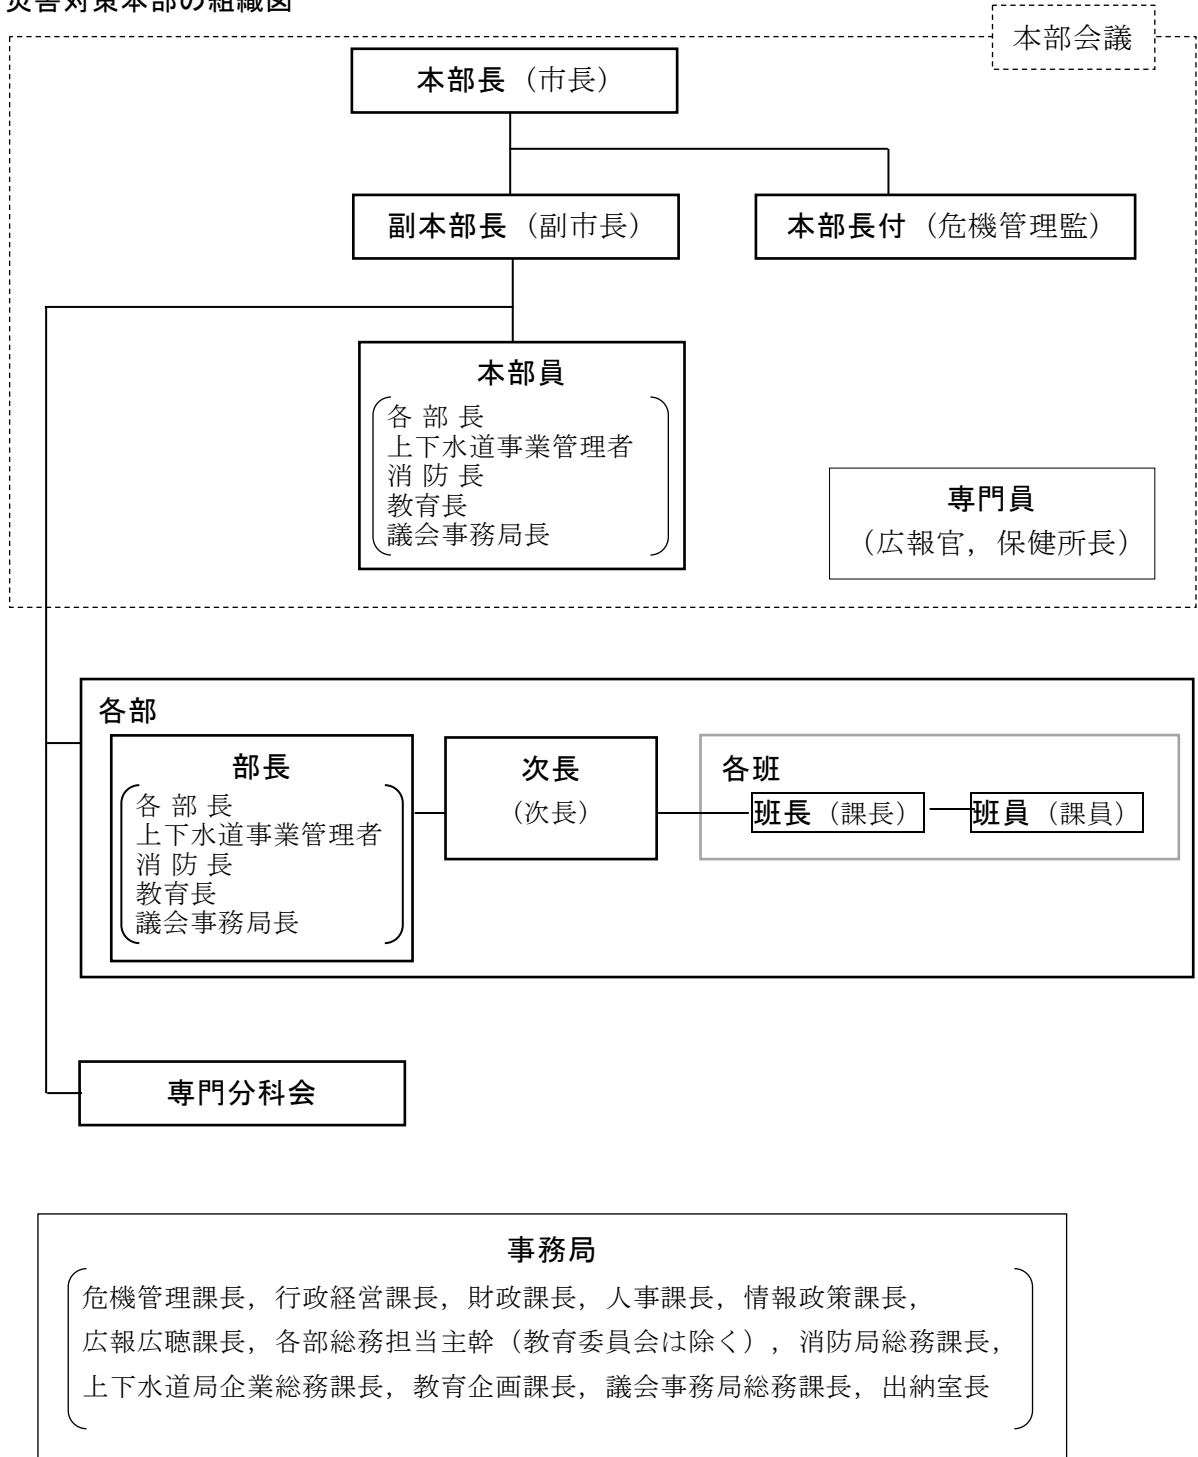 災害対策本部の組織図
本部会議
本部長（市長）
副本部長（副市長）
本部長付（危機管理監）
本部員
各 部 長
上下水道事業管理者
消 防 長
教育長
議会事務局長
専門員
（広報官，保健所長）
各部
部長
各 部 長
上下水道事業管理者
消 防 長
教育長
議会事務局長
次長
（次長）
各班
班長（課長）
班員（課員）
専門分科会
事務局
危機管理課長，行政経営課長，財政課長，人事課長，情報政策課長，
広報広聴課長，各部総務担当主幹（教育委員会は除く），消防局総務課長，
上下水道局企業総務課長，教育企画課長，議会事務局総務課長，出納室長